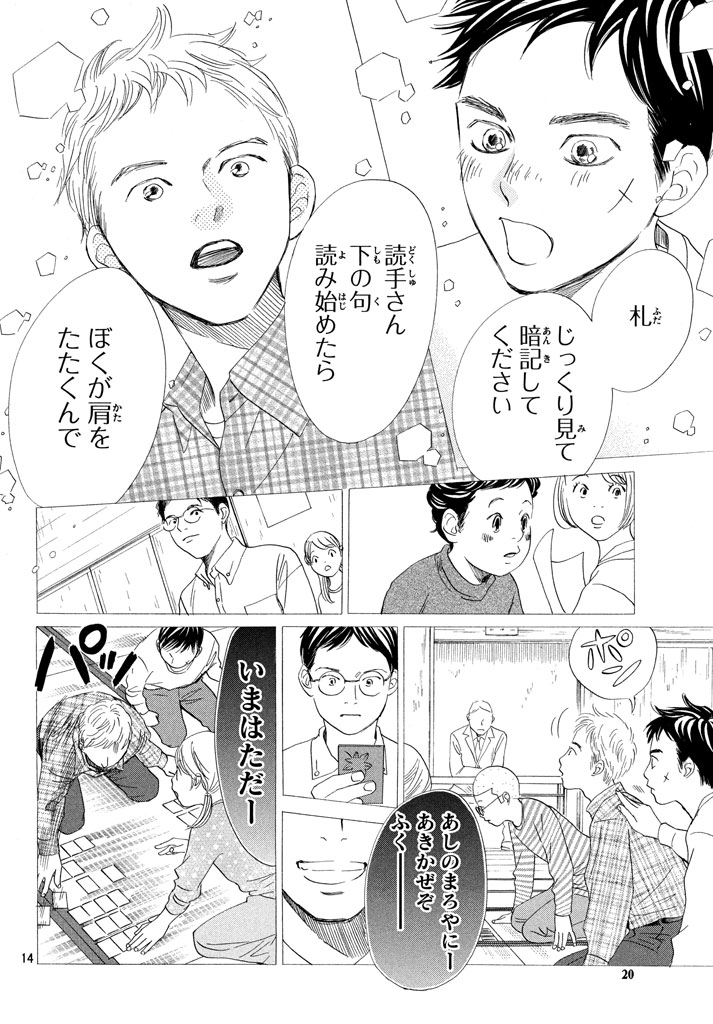 札
じっくり見て
暗記して
ください
読手さん
下の句
読み始めたら
ぼくが肩を
たたくんで
ポン
あしのまろやにー
あきかぜぞ
ふくーー
いまはただー
パッ
14
20